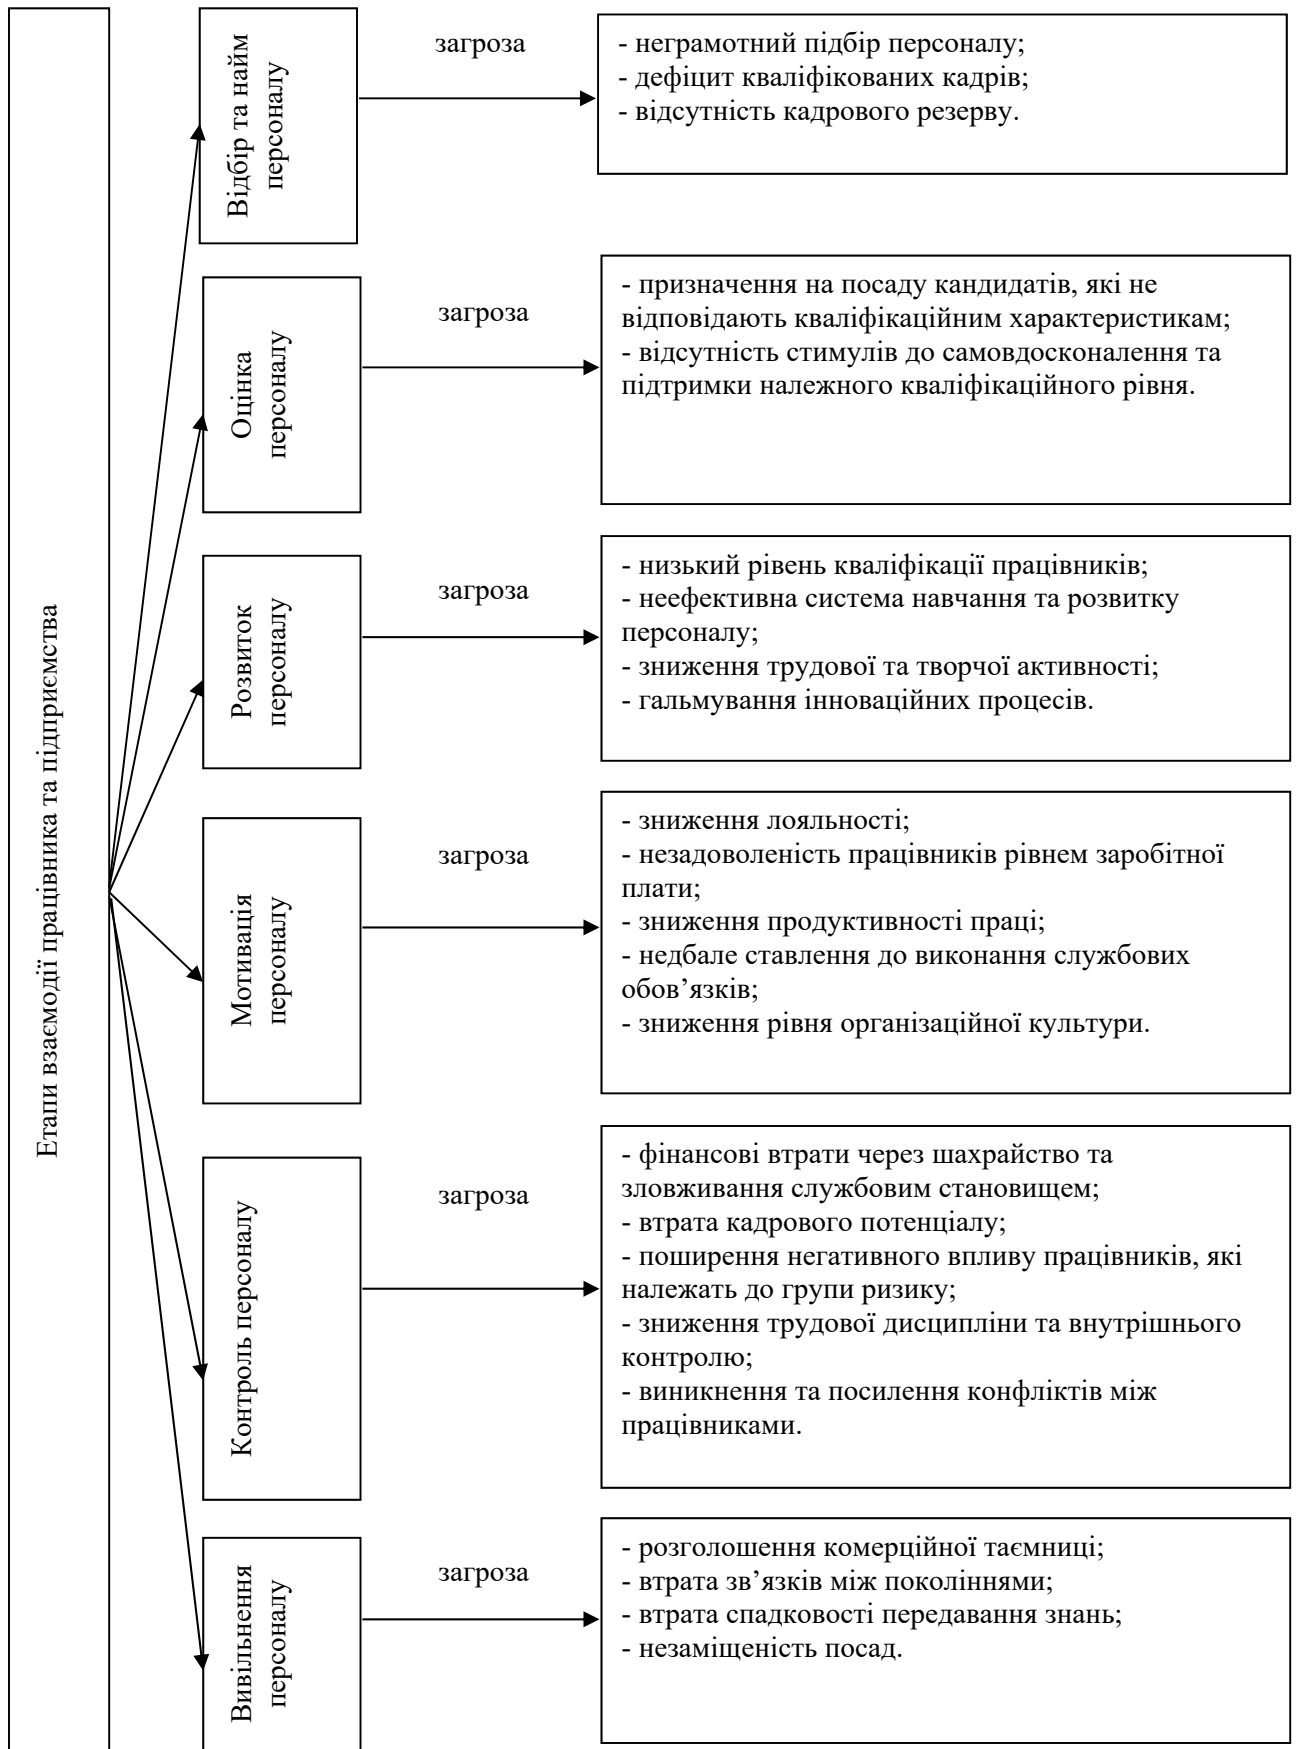 Етапи взаємодії працівника та підприємства
Відбір та найм
персоналу
загроза
- неграмотний підбір персоналу;
- дефіцит кваліфікованих кадрів;
- відсутність кадрового резерву.
Оцінка
персоналу
загроза
- призначення на посаду кандидатів, які не
відповідають кваліфікаційним характеристикам;
- відсутність стимулів до самовдосконалення та
підтримки належного кваліфікаційного рівня.
Розвиток
персоналу
загроза
- низький рівень кваліфікації працівників;
- неефективна система навчання та розвитку
персоналу;
- зниження трудової та творчої активності;
- гальмування інноваційних процесів.
Мотивація
персоналу
загроза
- зниження лояльності;
- незадоволеність працівників рівнем заробітної
плати;
- зниження продуктивності праці;
- недбале ставлення до виконання службових
обов’язків;
- зниження рівня організаційної культури.
Контроль персоналу
загроза
- фінансові втрати через шахрайство та
зловживання службовим становищем;
- втрата кадрового потенціалу;
- поширення негативного впливу працівників, які
належать до групи ризику;
- зниження трудової дисципліни та внутрішнього
контролю;
- виникнення та посилення конфліктів між
працівниками.
Вивільнення
персоналу
загроза
- розголошення комерційної таємниці;
- втрата зв’язків між поколіннями;
- втрата спадковості передавання знань;
- незаміщеність посад.